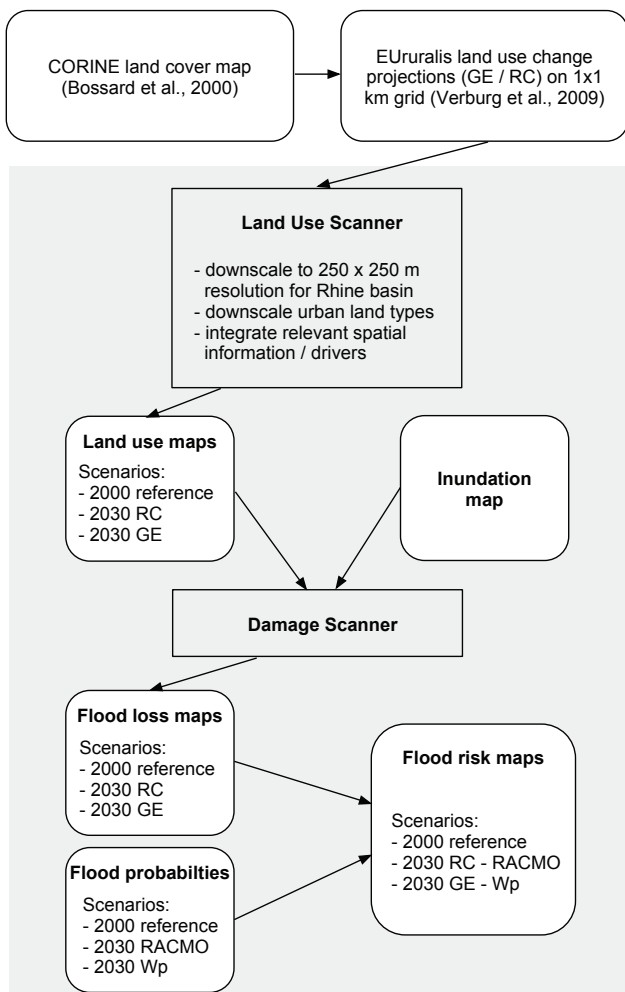 CORINE land cover map
(Bossard et al., 2000)
EUruralis land use change
projections (GE / RC) on 1x1
km grid (Verburg et al., 2009)
Land Use Scanner
- downscale to 250 x 250 m
resolution for Rhine basin
- downscale urban land types
- integrate relevant spatial
information / drivers
Land use maps
Scenarios:
- 2000 reference
- 2030 RC
- 2030 GE
Inundation
map
Damage Scanner
Flood loss maps
Scenarios:
- 2000 reference
- 2030 RC
- 2030 GE
Flood probabilties
Scenarios:
- 2000 reference
- 2030 RACMO
- 2030 Wp
Flood risk maps
Scenarios:
- 2000 reference
- 2030 RC - RACMO
- 2030 GE - Wp